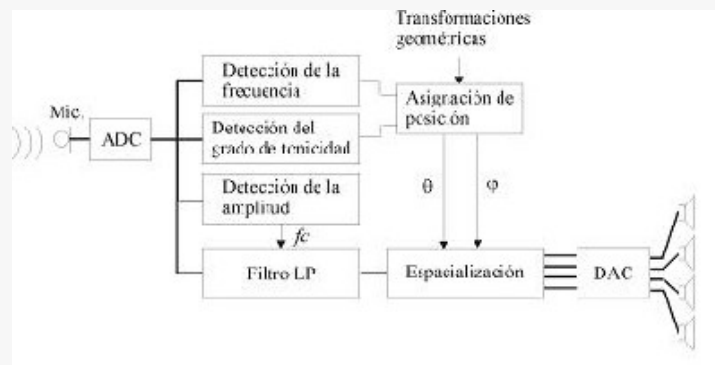 Transformaciones
geométricas
Detección de la
frecuencia
Asignación de
posición
Mic.
ADC
Detección del
grado de tonicidad
Detección de la
amplitud
θ
φ
fc
Filtro LP
Espacialización
DAC